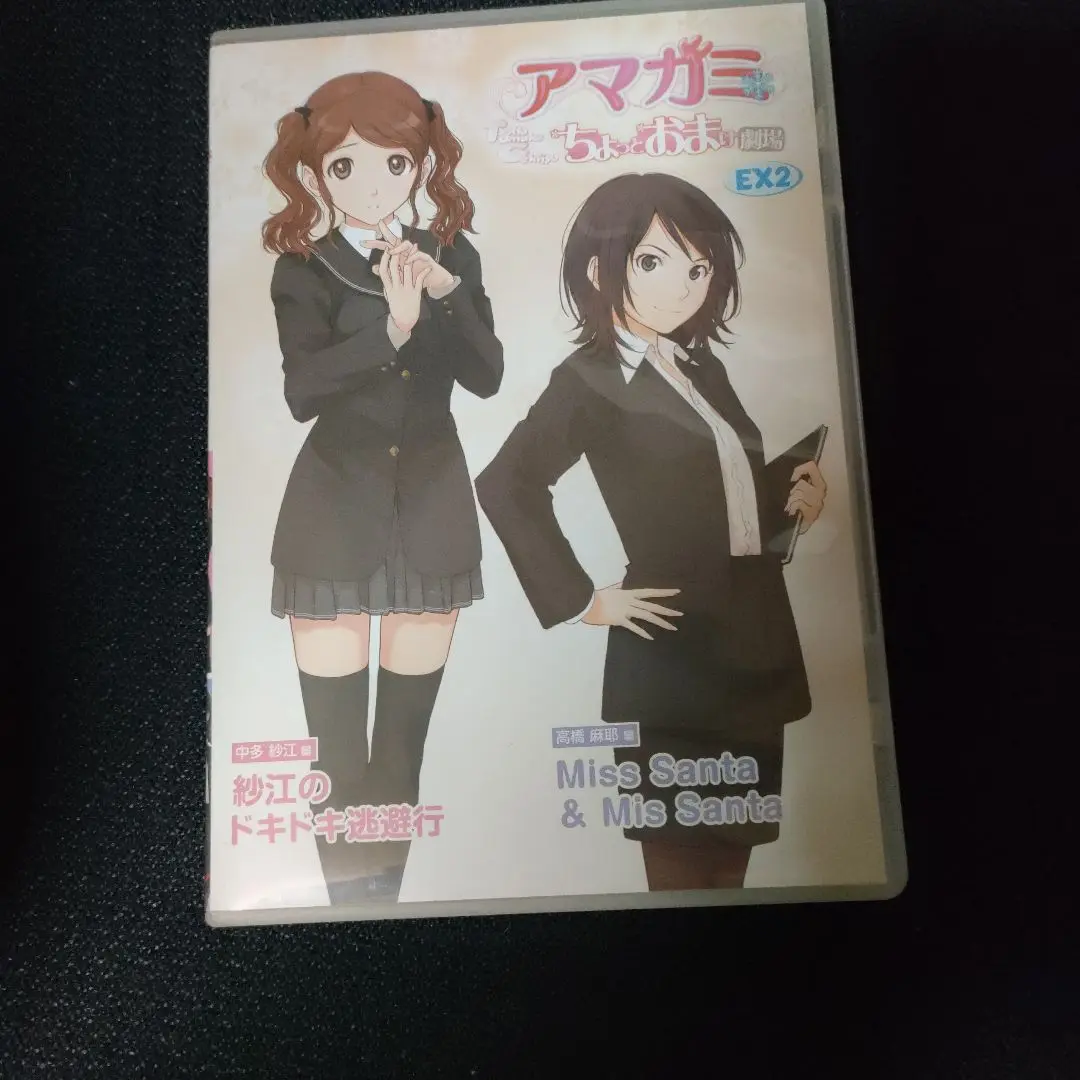 アマガミ
ちょっとおまけ劇場
EX2
中多 紗江 編
紗江の
ドキドキ逃避行
高橋 麻耶 編
Miss Santa
& Mis Santa